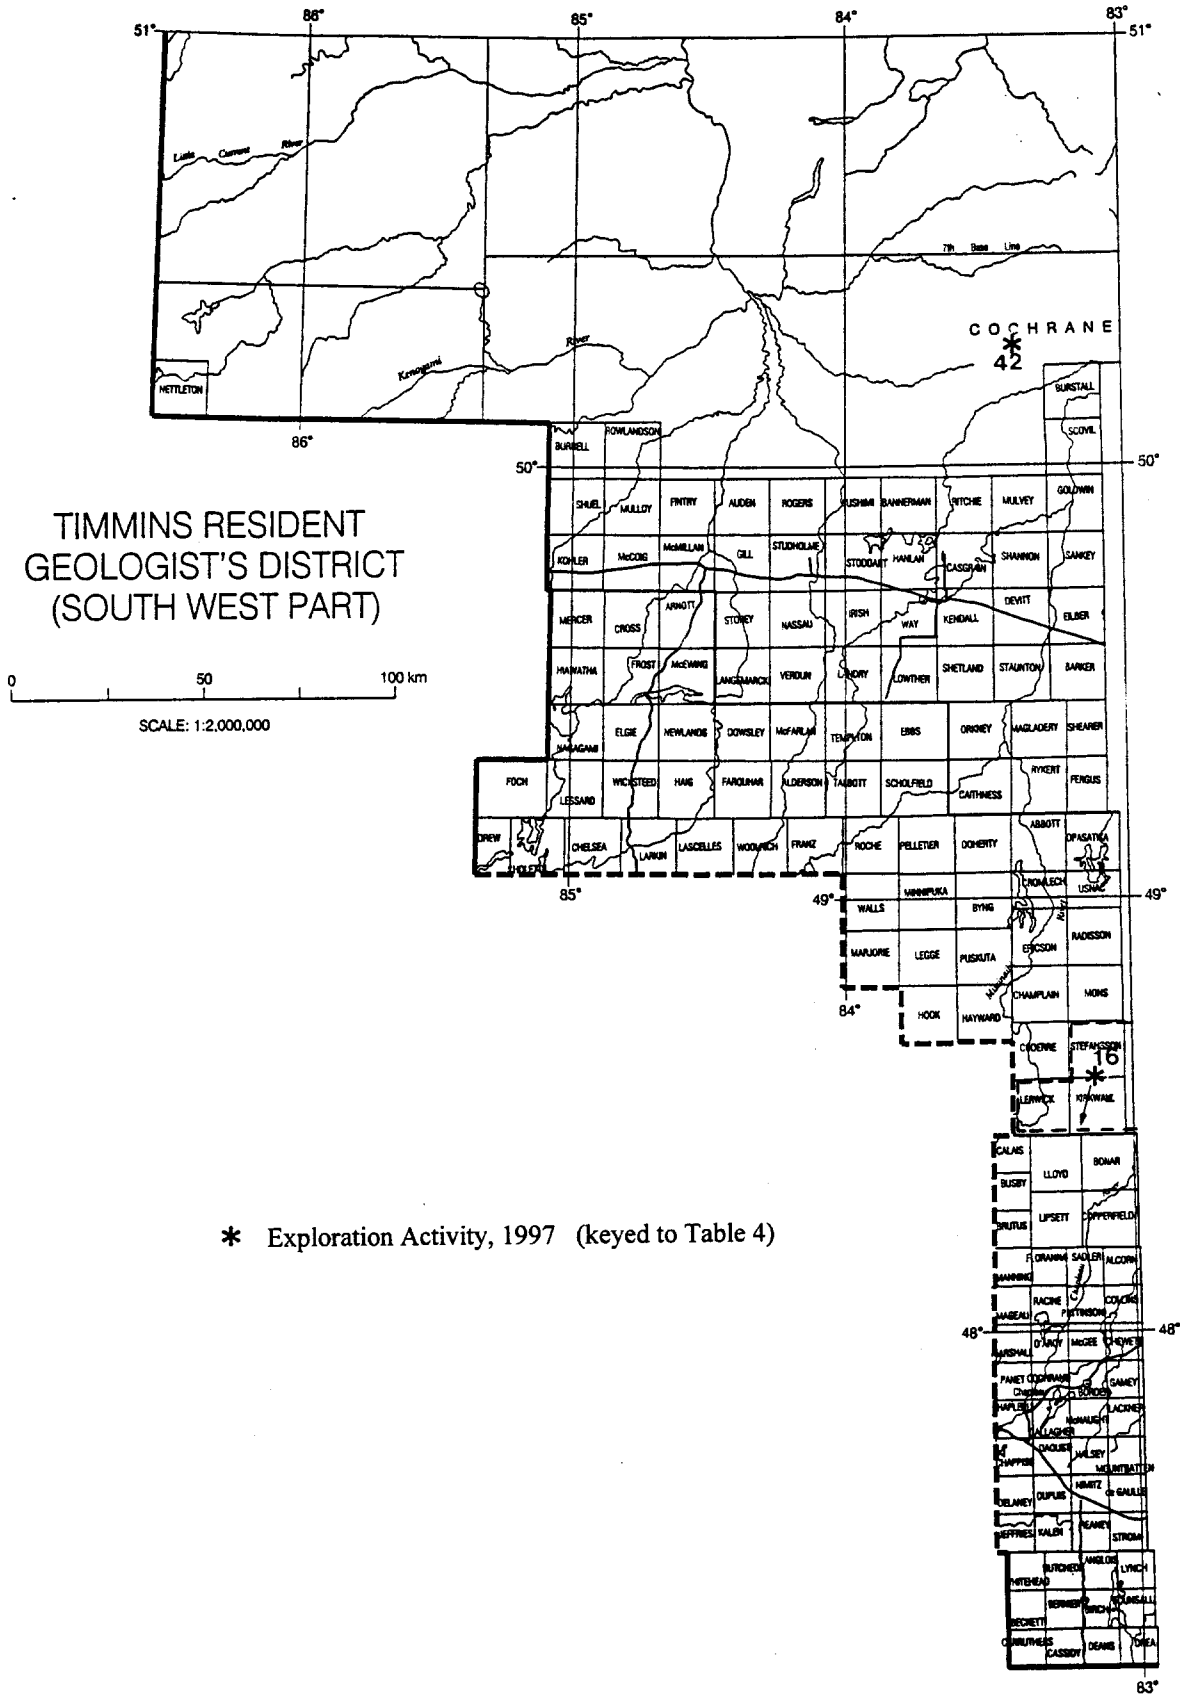 86° 85° 84° 83°
51° 51°
Little Current River
7th Base Line
COCHRANE
42
River
Kenogami
NETTLETON
BURSTALL
86°
ROWLANDSON
SCOVIL
BURRELL
50° 50°
GOLDWIN
SHUEL MULLOY FINTRY AUDEN ROGERS BANNERMAN RITCHIE MULVEY
TIMMINS RESIDENT
GEOLOGIST'S DISTRICT
(SOUTH WEST PART)
KOHLER McCOIG McMILLAN GILL STUDHOLME STODDART HANLAN CASGRAIN SHANNON SANKEY
MERCER CROSS ARNOTT STOREY NASSAU IRISH WAY KENDALL DEVITT EILBER
HIAWATHA FROST McEWING LANGEMARCK VERDUN LANDRY LOWTHER SHETLAND STAUNTON BARKER
0 50 100 km
SCALE: 1:2,000,000
NAGAGAMI ELGIE NEWLANDS DOWSLEY McFARLAN TEMPLETON EBBS ORKNEY MAGLADERY SHEARER
FOCH LESSARD WICKSTEED HAIG FARQUHAR ALDERSON TALBOTT SCHOLFIELD CAITHNESS RYKERT FERGUS
DREW CHELSEA LARKIN LASCELLES WOOLRICH FRANZ ROCHE PELLETIER DOHERTY ABBOTT OPASATIKA
85°
49° 49°
MINNIPUKA CROMLECH USNAC
WALLS BYNG River
RADISSON
MARJORIE LEGGE PUSKUTA ERICSON
Missinaibi
CHAMPLAIN MONS
84°
HOOK HAYWARD
STEFANSSON
16
LERWICK KIRKWALL
CALAIS LLOYD BONAR
BUSBY
BRUTUS LIPSETT COPPERFIELD
* Exploration Activity, 1997 (keyed to Table 4)
FLORANNA SADLER ALCORN
MANNING
Chapleau
RACINE COLLINS
MAGEAU PATTINSON
48° 48°
D'ARCY McGEE CHEWETT
MARSHALL
PANET COCHRANE SAMEY
Chapleau BORDEN
CHAPLEAU LACKNER
McNAUGHT
GALLAGHER
DAOUST HALSEY
CHAPPISE MOUNTBATTEN
NIMITZ de GAULLE
DELANEY DUPUIS
JEFFRIES KALEN REANEY STROM
BUTCHER LANGLOIS LYNCH
WHITEHEAD
BERNIER BIRCH
BECKETT
CARRUTHERS CASSIDY DEANS DREA
83°